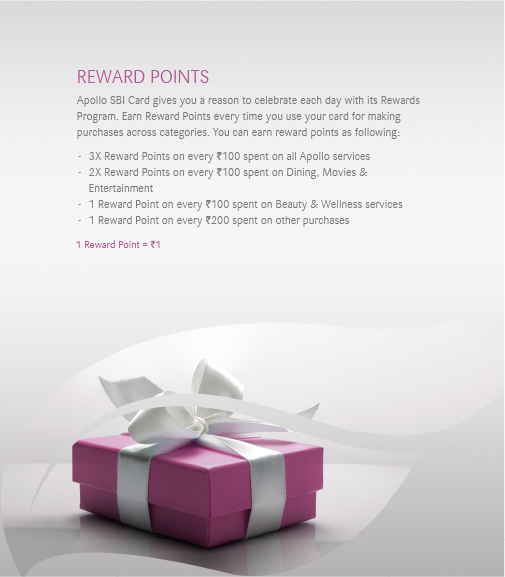 REWARD POINTS
Apollo SBI Card gives you a reason to celebrate each day with its Rewards
Program. Earn Reward Points every time you use your card for making
purchases across categories. You can earn reward points as following:
- 3X Reward Points on every ₹100 spent on all Apollo services
- 2X Reward Points on every ₹100 spent on Dining, Movies &
Entertainment
- 1 Reward Point on every ₹100 spent on Beauty & Wellness services
- 1 Reward Point on every ₹200 spent on other purchases
1 Reward Point = ₹1